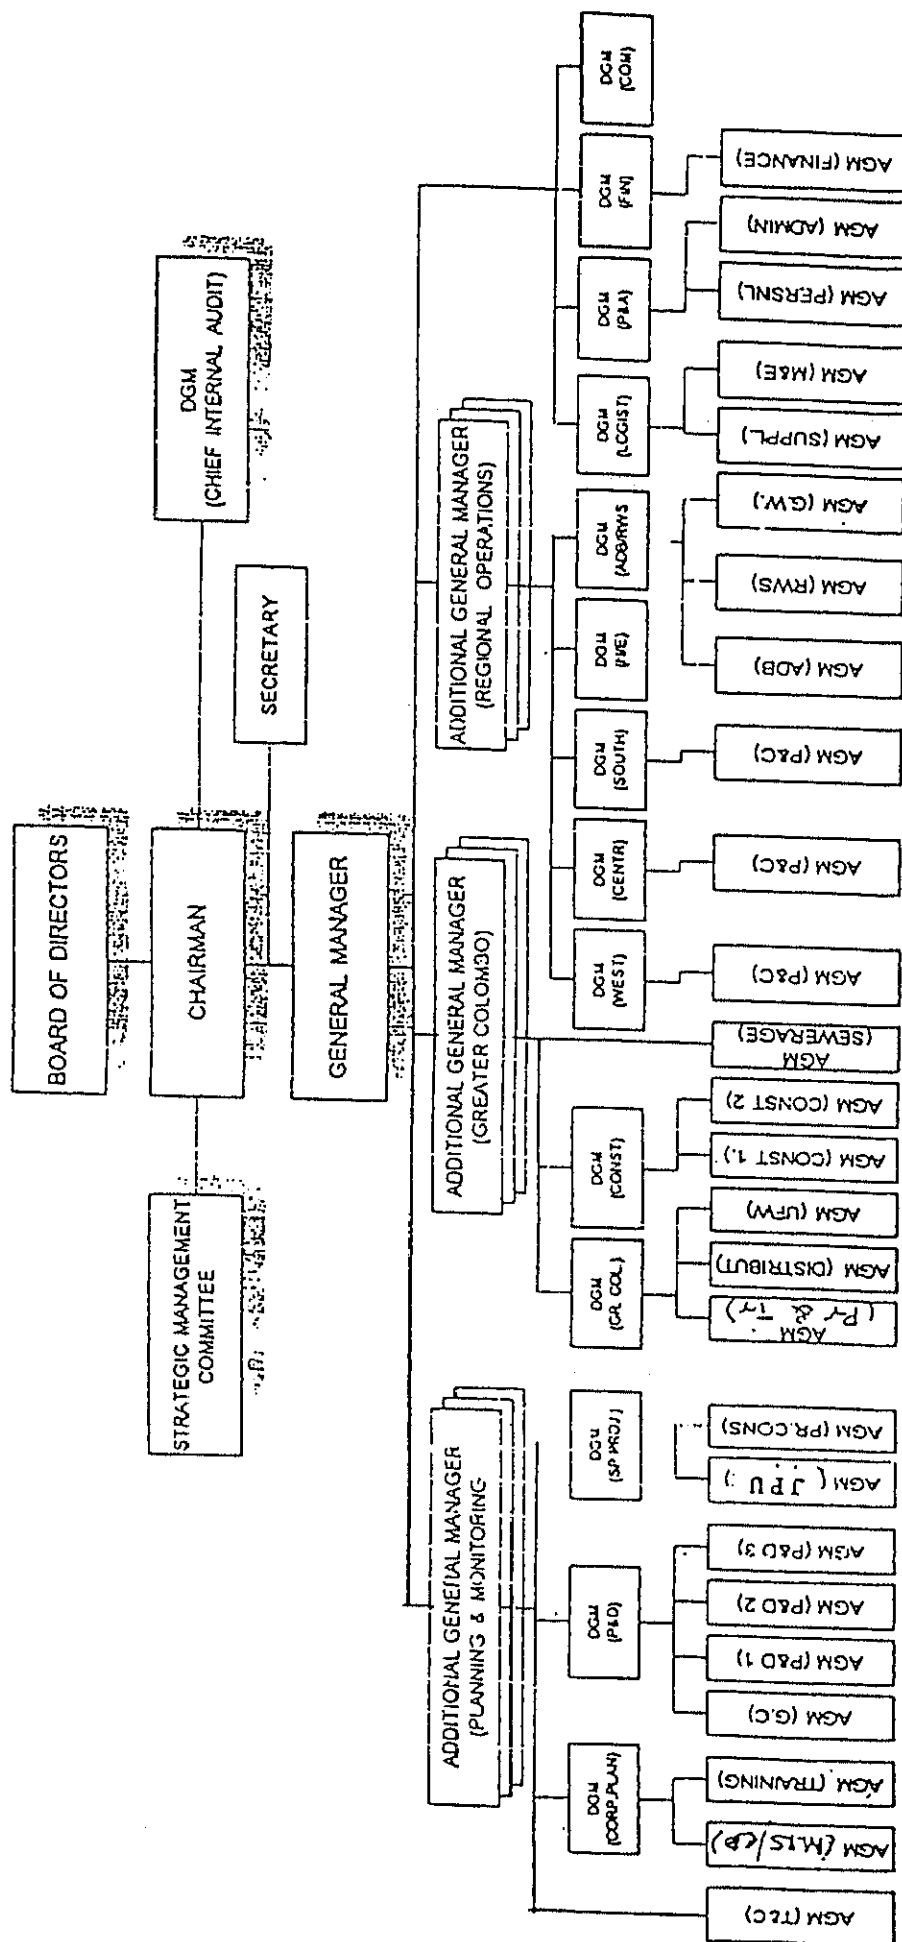 BOARD OF DIRECTORS
STRATEGIC MANAGEMENT
COMMITTEE
CHAIRMAN
DGM
(CHIEF INTERNAL AUDIT)
SECRETARY
GENERAL MANAGER
ADDITIONAL GENERAL MANAGER
(PLANNING & MONITORING
ADDITIONAL GENERAL MANAGER
(GREATER COLOMBO)
ADDITIONAL GENERAL MANAGER
(REGIONAL OPERATIONS)
DGM
(CORP.PLAN)
DGM
(P&D)
DGM
(SP.PROJ)
DGM
(GR.COL.)
DGM
(CONST)
DGM
(WEST)
DGM
(CENTR)
DGM
(SOUTH)
DGM
DGM
(ADB/RWS
DGM
(LOGIST)
DGM
(P&A)
DGM
(FIN)
DGM
(COM)
AGM (T&C)
AGM (MIS/CP)
AGM (TRAINING)
AGM (G.C)
AGM (P&D 1)
AGM (P&D 2)
AGM (P&D 3)
AGM ( JPU )
AGM (PR.CONS)
AGM
(Pr & Tr)
AGM (DISTRIBUT)
AGM (UFW)
AGM (CONST 1.)
AGM (CONST 2)
AGM
(SEWERAGE)
AGM (P&C)
AGM (P&C)
AGM (P&C)
AGM (ADB)
AGM (RWS)
AGM (G.W.)
AGM (SUPPL.
AGM (M&E)
AGM (PERSNL)
AGM (ADMIN)
AGM (FINANCE)